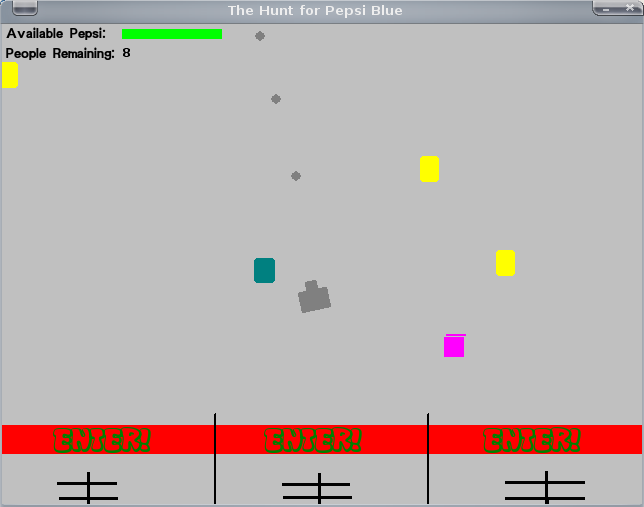 The Hunt for Pepsi Blue
Available Pepsi:
People Remaining: 8
ENTER! ENTER! ENTER!